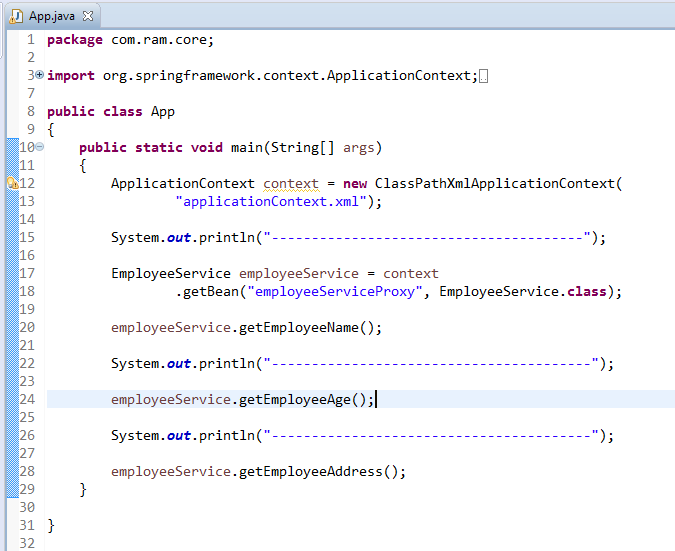 App.java
1 package com.ram.core;
2
3 import org.springframework.context.ApplicationContext;
7
8 public class App
9 {
10     public static void main(String[] args)
11     {
12         ApplicationContext context = new ClassPathXmlApplicationContext(
13                 "applicationContext.xml");
14
15         System.out.println("---------------------------------------");
16
17         EmployeeService employeeService = context
18                 .getBean("employeeServiceProxy", EmployeeService.class);
19
20         employeeService.getEmployeeName();
21
22         System.out.println("----------------------------------------");
23
24         employeeService.getEmployeeAge();
25
26         System.out.println("----------------------------------------");
27
28         employeeService.getEmployeeAddress();
29     }
30
31 }
32